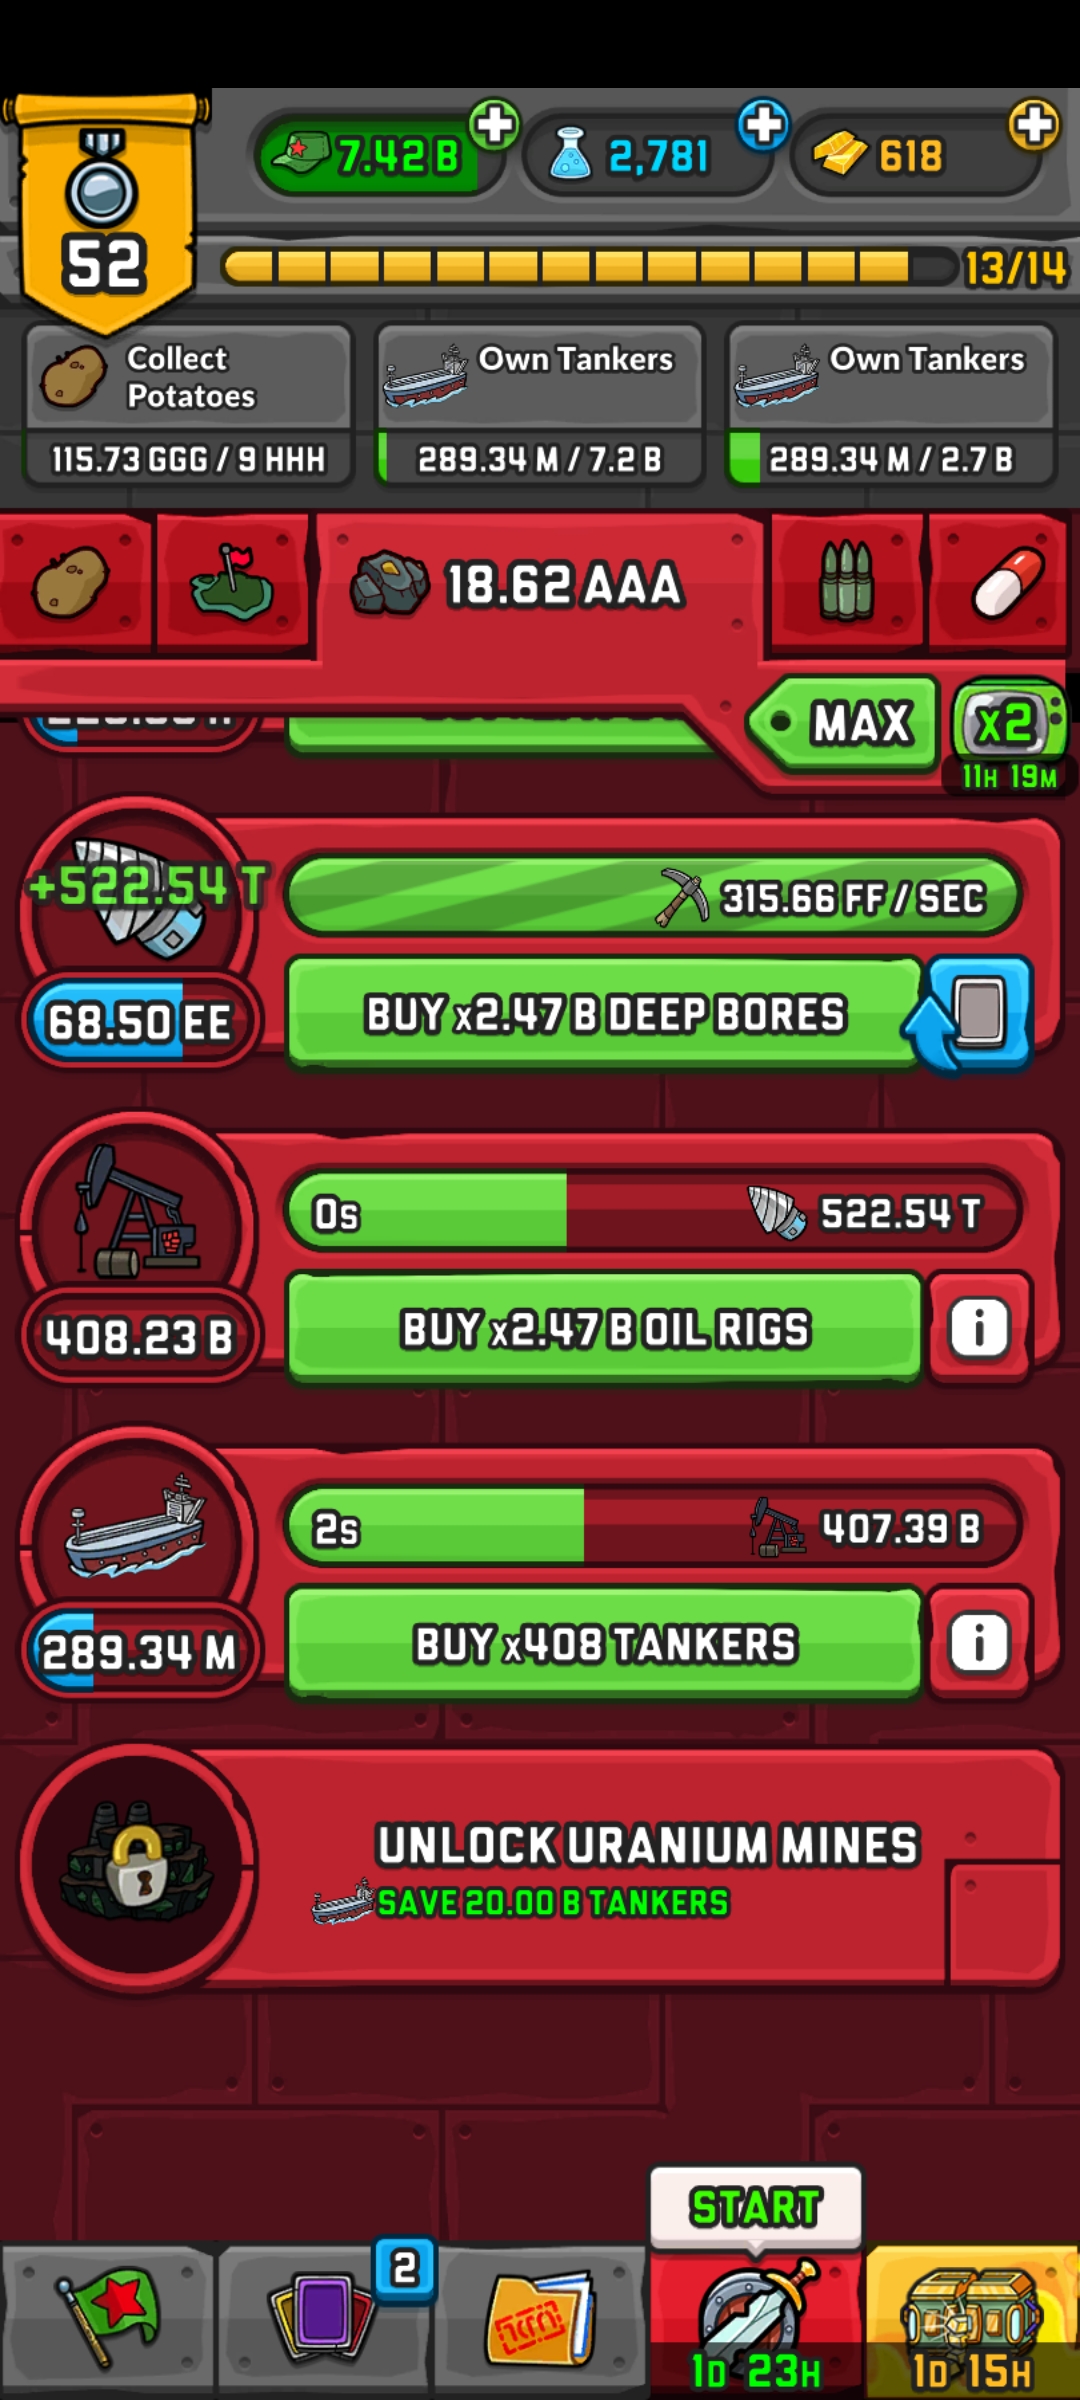 7.42 B
2,781
618
52
13/14
Collect
Potatoes
115.73 GGG / 9 HHH
Own Tankers
289.34 M / 7.2 B
Own Tankers
289.34 M / 2.7 B
18.62 AAA
MAX
x2
11H 19M
+522.54 T
315.66 FF / SEC
68.50 EE
BUY x2.47 B DEEP BORES
0s
522.54 T
408.23 B
BUY x2.47 B OIL RIGS
i
2s
407.39 B
289.34 M
BUY x408 TANKERS
i
UNLOCK URANIUM MINES
SAVE 20.00 B TANKERS
START
2
1D 23H
1D 15H